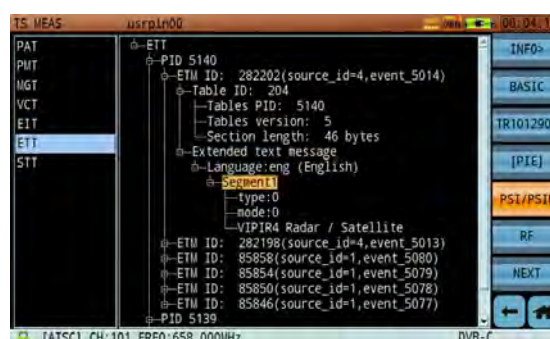 TS MEAS usrpin00 00:04:1
PAT
PMT
MGT
VCT
EIT
ETT
STT
ETT
PID 5140
ETM ID: 282202(source_id=4,event_5014)
Table ID: 204
Tables PID: 5140
Tables version: 5
Section length: 46 bytes
Extended text message
Language:eng (English)
Segment1
type:0
mode:0
VIPIR4 Radar / Satellite
ETM ID: 282198(source_id=4,event_5013)
ETM ID: 85858(source_id=1,event_5080)
ETM ID: 85854(source_id=1,event_5079)
ETM ID: 85850(source_id=1,event_5078)
ETM ID: 85846(source_id=1,event_5077)
PID 5139
INFO>
BASIC
TR101290
[PIE]
PSI/PSI
RF
NEXT
[ATSC] CH:101 FREQ:658.000MHz DVB-C